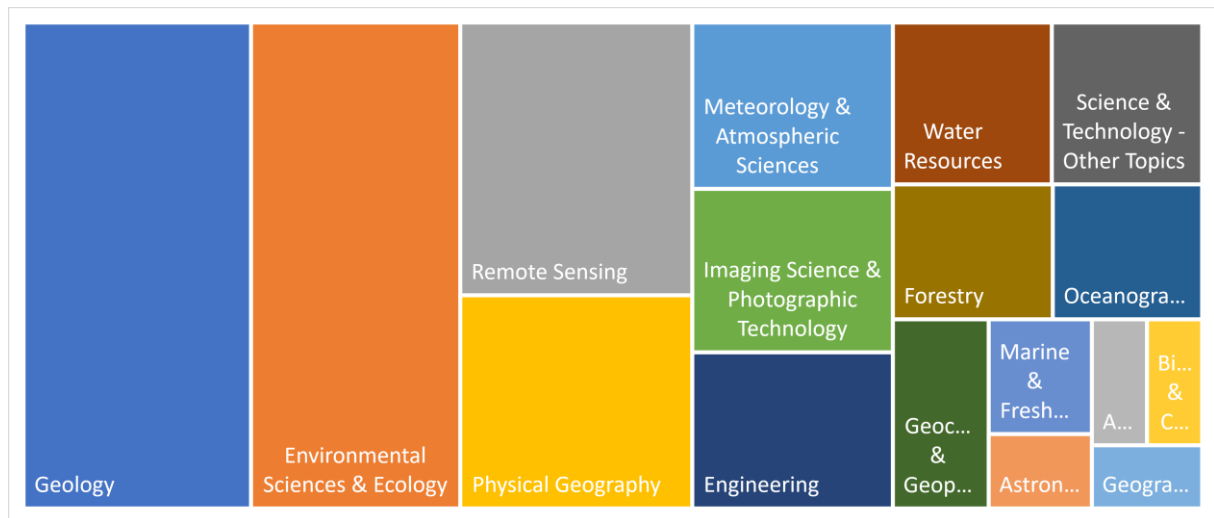 Geology
Environmental
Sciences & Ecology
Remote Sensing
Physical Geography
Meteorology &
Atmospheric
Sciences
Imaging Science &
Photographic
Technology
Engineering
Water
Resources
Science &
Technology -
Other Topics
Forestry
Oceanogra...
Geoc...
&
Geop...
Marine
&
Fresh...
Astron...
A...
Bi...
&
C...
Geogra...